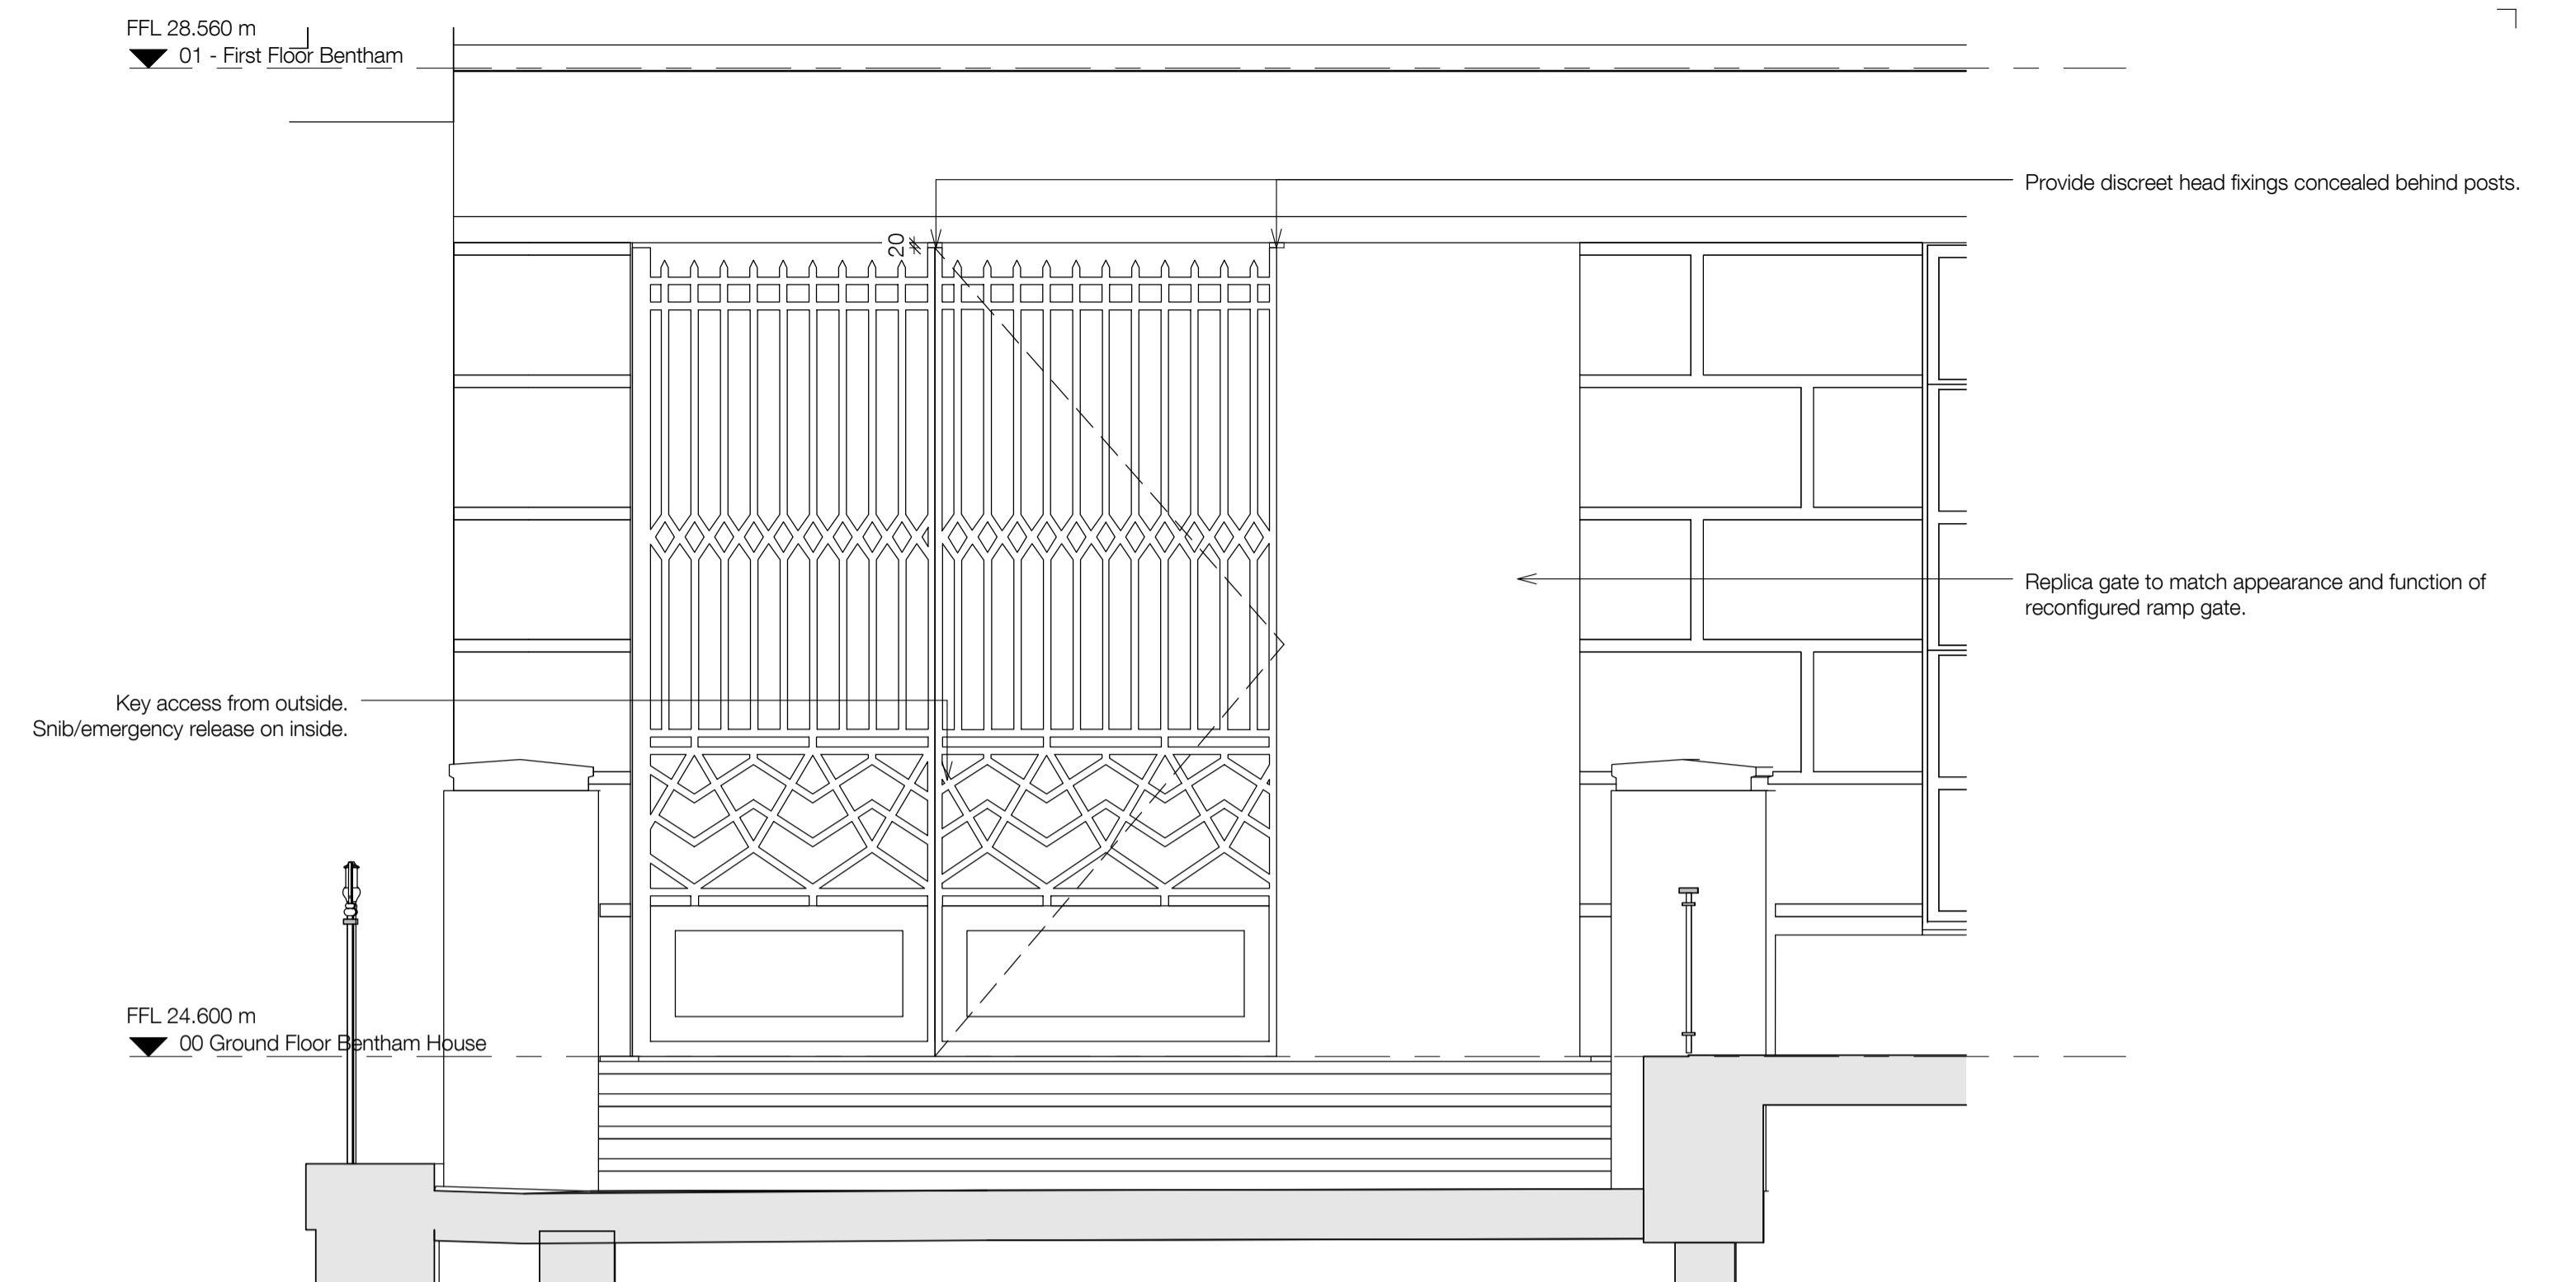 FFL 28.560 m
01 - First Floor Bentham
Provide discreet head fixings concealed behind posts.
20
Replica gate to match appearance and function of
reconfigured ramp gate.
Key access from outside.
Snib/emergency release on inside.
FFL 24.600 m
00 Ground Floor Bentham House